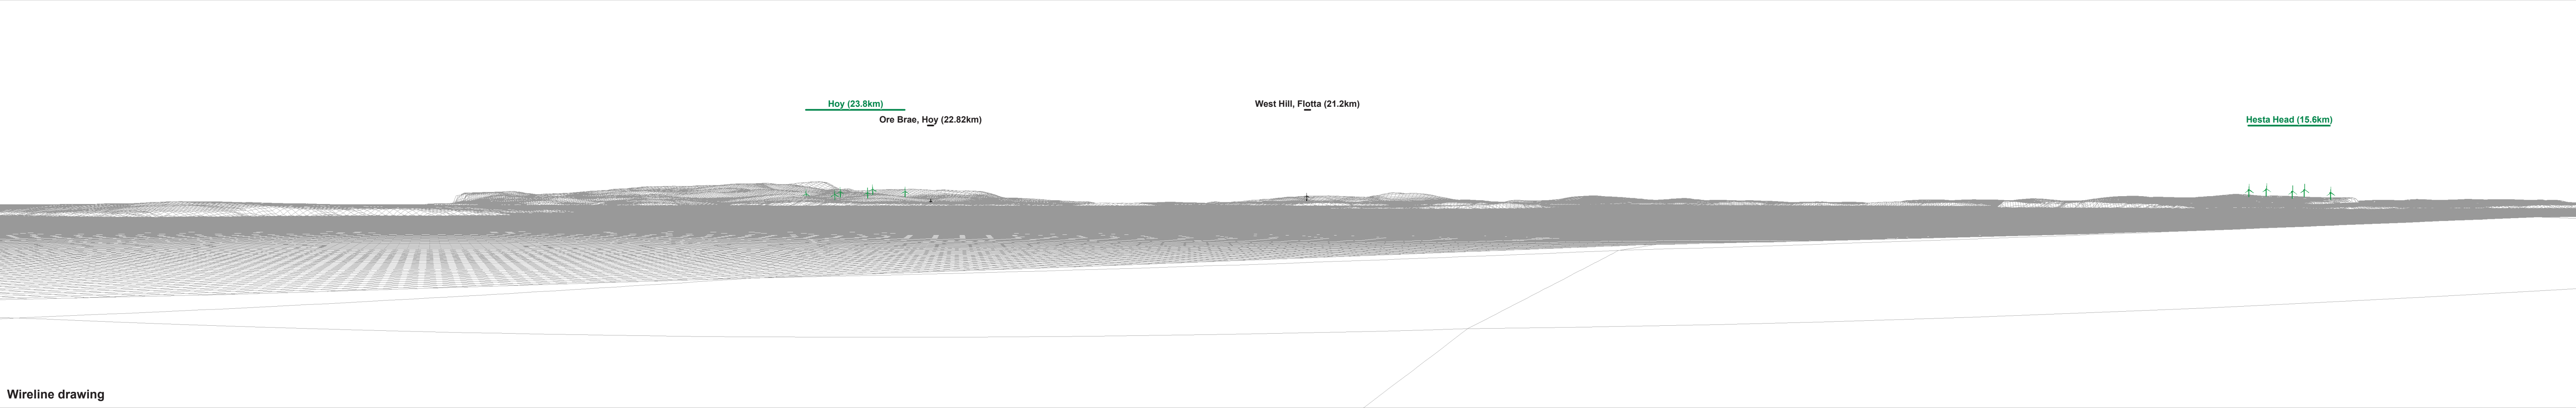 Hoy (23.8km)
Ore Brae, Hoy (22.82km)
West Hill, Flotta (21.2km)
Hesta Head (15.6km)
Wireline drawing